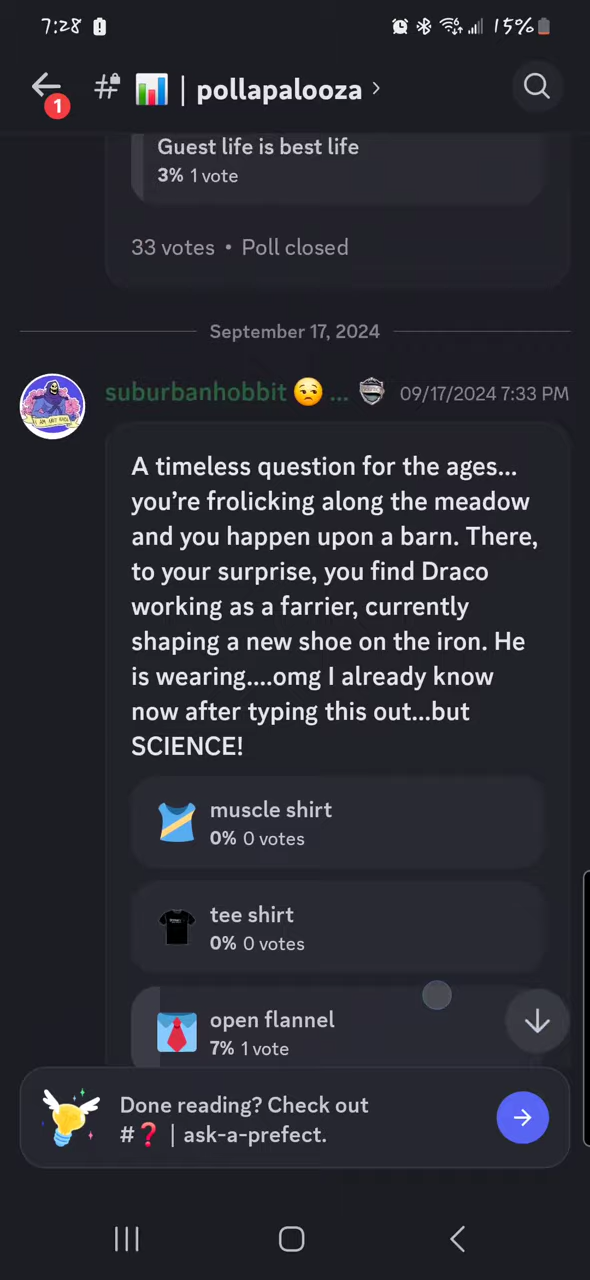 7:28
15%
1
# | pollapalooza >
Guest life is best life
3% 1 vote
33 votes • Poll closed
September 17, 2024
suburbanhobbit 😒 ... 09/17/2024 7:33 PM
A timeless question for the ages...
you’re frolicking along the meadow
and you happen upon a barn. There,
to your surprise, you find Draco
working as a farrier, currently
shaping a new shoe on the iron. He
is wearing....omg I already know
now after typing this out...but
SCIENCE!
muscle shirt
0% 0 votes
tee shirt
0% 0 votes
open flannel
7% 1 vote
Done reading? Check out
#❓ | ask-a-prefect.